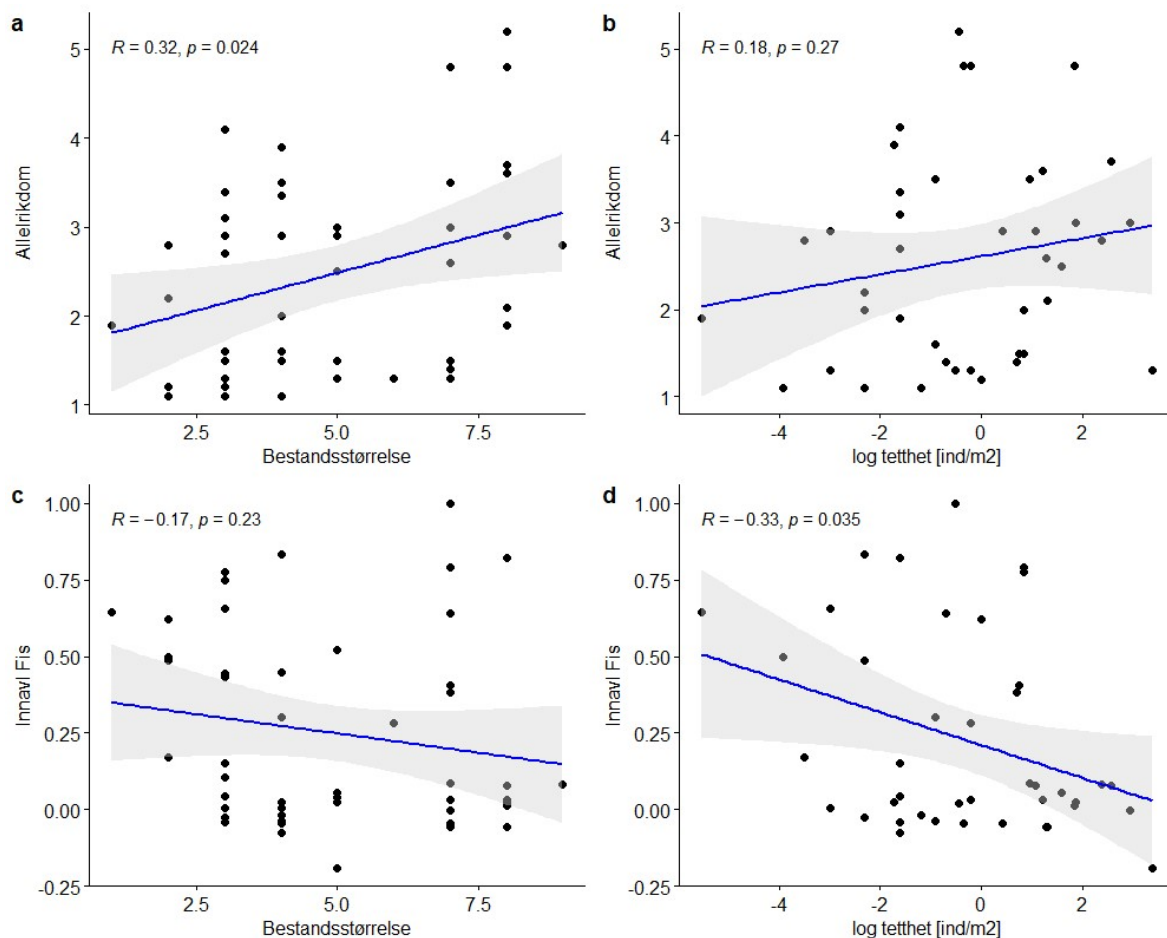 a
R = 0.32, p = 0.024
5
4
3
2
1
Allelrikdom
2.5 5.0 7.5
Bestandsstørrelse
b
R = 0.18, p = 0.27
5
4
3
2
1
Allelrikdom
-4 -2 0 2
log tetthet [ind/m2]
c
R = −0.17, p = 0.23
1.00
0.75
0.50
0.25
0.00
-0.25
Innavl Fis
2.5 5.0 7.5
Bestandsstørrelse
d
R = −0.33, p = 0.035
1.00
0.75
0.50
0.25
0.00
-0.25
Innavl Fis
-4 -2 0 2
log tetthet [ind/m2]